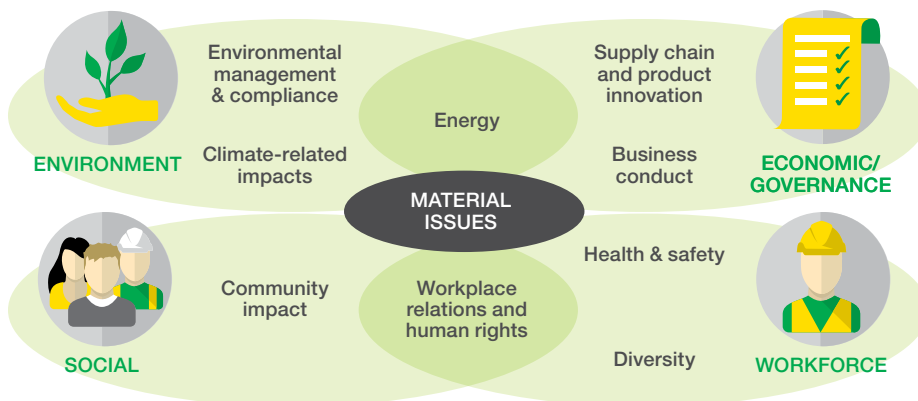 Environmental
management
& compliance
Climate-related
impacts
ENVIRONMENT
Energy
Supply chain
and product
innovation
Business
conduct
ECONOMIC/
GOVERNANCE
MATERIAL
ISSUES
Community
impact
SOCIAL
Workplace
relations and
human rights
Health & safety
Diversity
WORKFORCE